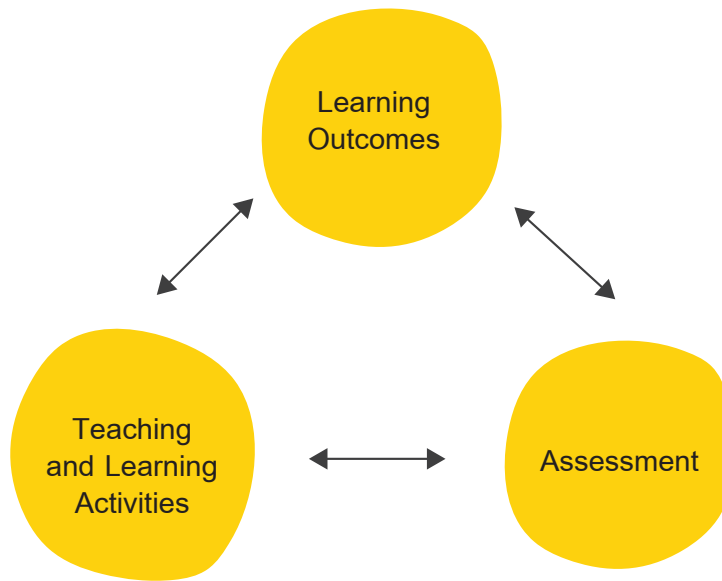 Learning
Outcomes
Teaching
and Learning
Activities
Assessment